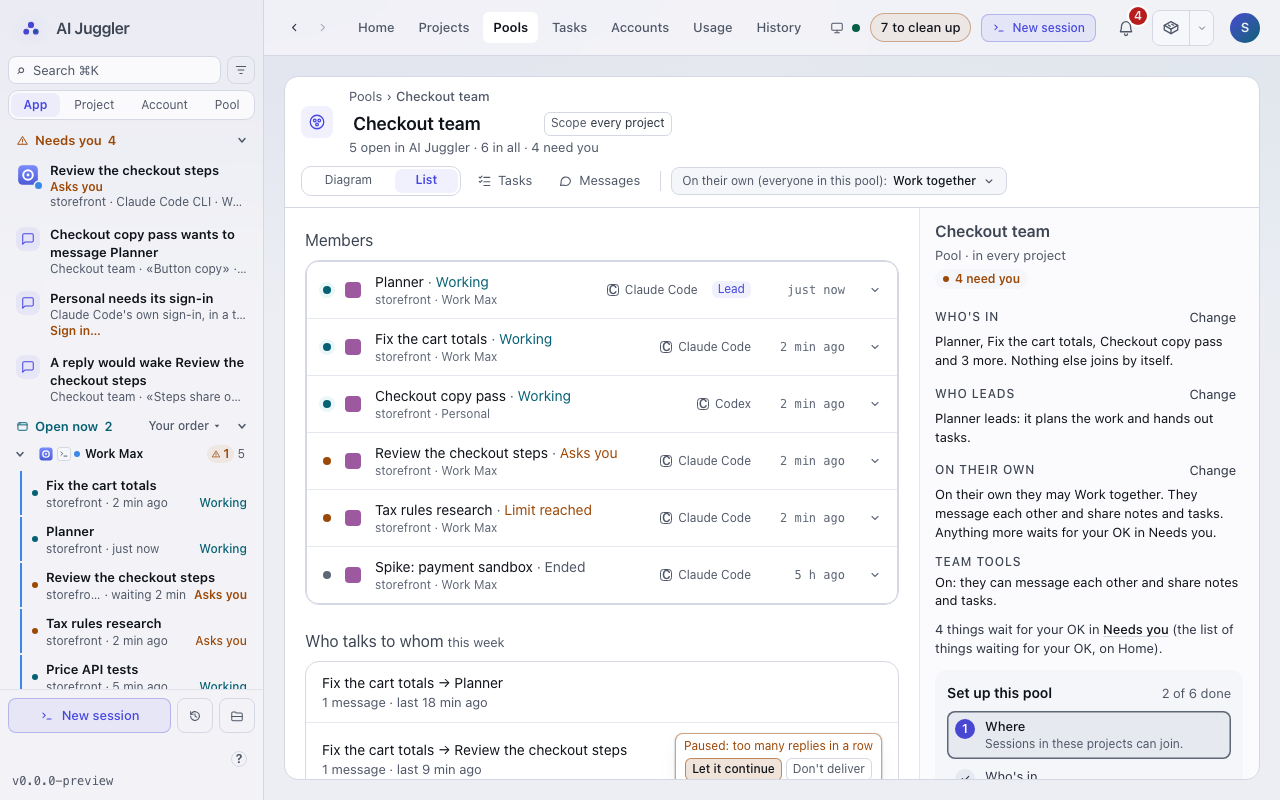 AI Juggler
Search ⌘K
App Project Account Pool
Needs you 4
Review the checkout steps
Asks you
storefront · Claude Code CLI · W...
Checkout copy pass wants to
message Planner
Checkout team · «Button copy» ·...
Personal needs its sign-in
Claude Code's own sign-in, in a t...
Sign in...
A reply would wake Review the
checkout steps
Checkout team · «Steps share o...
Open now 2 Your order
Work Max 1 5
Fix the cart totals
storefront · 2 min ago Working
Planner
storefront · just now Working
Review the checkout steps
storefro... · waiting 2 min Asks you
Tax rules research
storefront · 2 min ago Asks you
Price API tests
storefront · 5 min ago Working
New session
?
v0.0.0-preview
Home Projects Pools Tasks Accounts Usage History
7 to clean up
New session
4
S
Pools › Checkout team
Checkout team
Scope every project
5 open in AI Juggler · 6 in all · 4 need you
Diagram List Tasks Messages
On their own (everyone in this pool): Work together
Members
Planner · Working
storefront · Work Max
Claude Code Lead just now
Fix the cart totals · Working
storefront · Work Max
Claude Code 2 min ago
Checkout copy pass · Working
storefront · Personal
Codex 2 min ago
Review the checkout steps · Asks you
storefront · Work Max
Claude Code 2 min ago
Tax rules research · Limit reached
storefront · Work Max
Claude Code 2 min ago
Spike: payment sandbox · Ended
storefront · Work Max
Claude Code 5 h ago
Who talks to whom this week
Fix the cart totals → Planner
1 message · last 18 min ago
Fix the cart totals → Review the checkout steps
1 message · last 9 min ago
Paused: too many replies in a row
Let it continue Don't deliver
Checkout team
Pool · in every project
4 need you
WHO'S IN Change
Planner, Fix the cart totals, Checkout copy pass
and 3 more. Nothing else joins by itself.
WHO LEADS Change
Planner leads: it plans the work and hands out
tasks.
ON THEIR OWN Change
On their own they may Work together. They
message each other and share notes and tasks.
Anything more waits for your OK in Needs you.
TEAM TOOLS
On: they can message each other and share notes
and tasks.
4 things wait for your OK in Needs you (the list of
things waiting for your OK, on Home).
Set up this pool 2 of 6 done
1 Where
Sessions in these projects can join.
Who's in